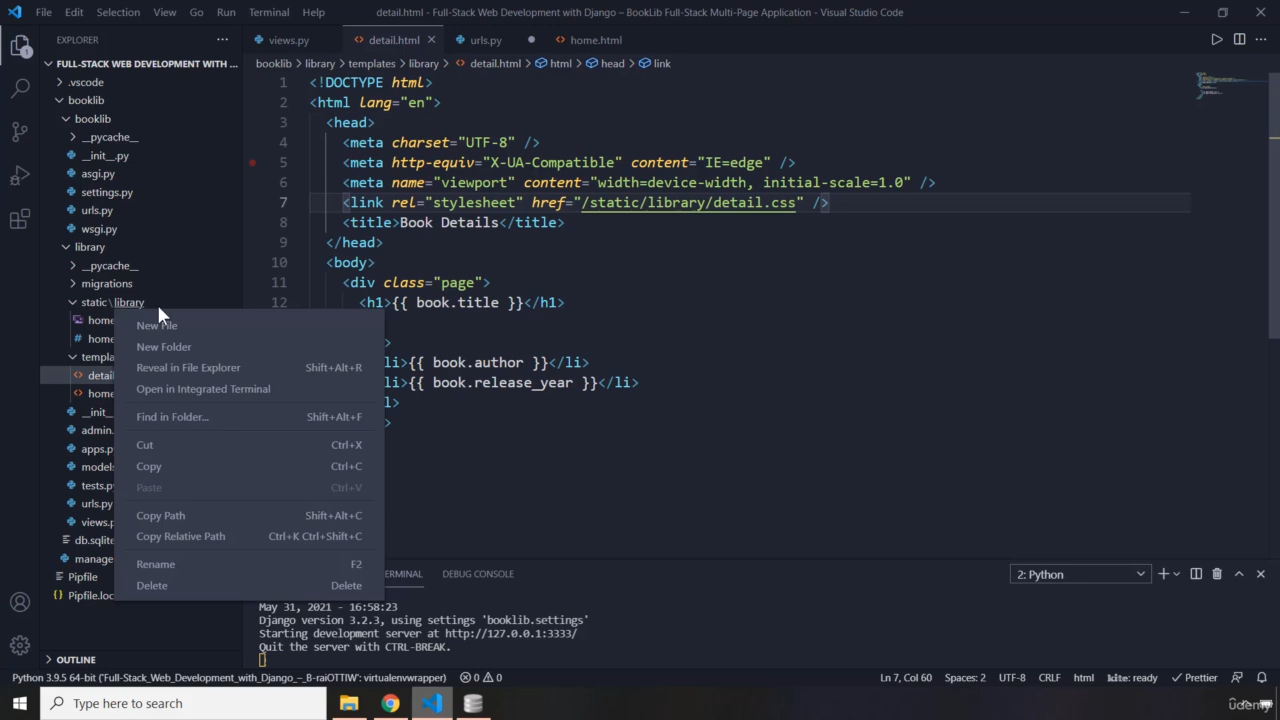 File Edit Selection View Go Run Terminal Help
detail.html - Full-Stack Web Development with Django – BookLib Full-Stack Multi-Page Application - Visual Studio Code
EXPLORER
views.py
detail.html
urls.py
home.html
FULL-STACK WEB DEVELOPMENT WITH ...
booklib > library > templates > library > detail.html > html > head > link
.vscode
booklib
booklib
__pycache__
__init__.py
asgi.py
settings.py
urls.py
wsgi.py
library
__pycache__
migrations
static\library
home
home
templa
detail
home
__init__
admin.
apps.p
models
tests.py
urls.py
views.p
db.sqlite
manage
Pipfile
Pipfile.loc
OUTLINE
1 <!DOCTYPE html>
2 <html lang="en">
3 <head>
4 <meta charset="UTF-8" />
5 <meta http-equiv="X-UA-Compatible" content="IE=edge" />
6 <meta name="viewport" content="width=device-width, initial-scale=1.0" />
7 <link rel="stylesheet" href="/static/library/detail.css" />
8 <title>Book Details</title>
9 </head>
10 <body>
11 <div class="page">
12 <h1>{{ book.title }}</h1>
>
li>{{ book.author }}</li>
li>{{ book.release_year }}</li>
l>
>
New File
New Folder
Reveal in File Explorer Shift+Alt+R
Open in Integrated Terminal
Find in Folder... Shift+Alt+F
Cut Ctrl+X
Copy Ctrl+C
Paste Ctrl+V
Copy Path Shift+Alt+C
Copy Relative Path Ctrl+K Ctrl+Shift+C
Rename F2
Delete Delete
ERMINAL DEBUG CONSOLE
2: Python
May 31, 2021 - 16:58:23
Django version 3.2.3, using settings 'booklib.settings'
Starting development server at http://127.0.0.1:3333/
Quit the server with CTRL-BREAK.
Python 3.9.5 64-bit ('Full-Stack_Web_Development_with_Django_–_B-raiOTTIW': virtualenvwrapper) 0 0
Ln 7, Col 60 Spaces: 2 UTF-8 CRLF html kite: ready Prettier
Type here to search
udemy